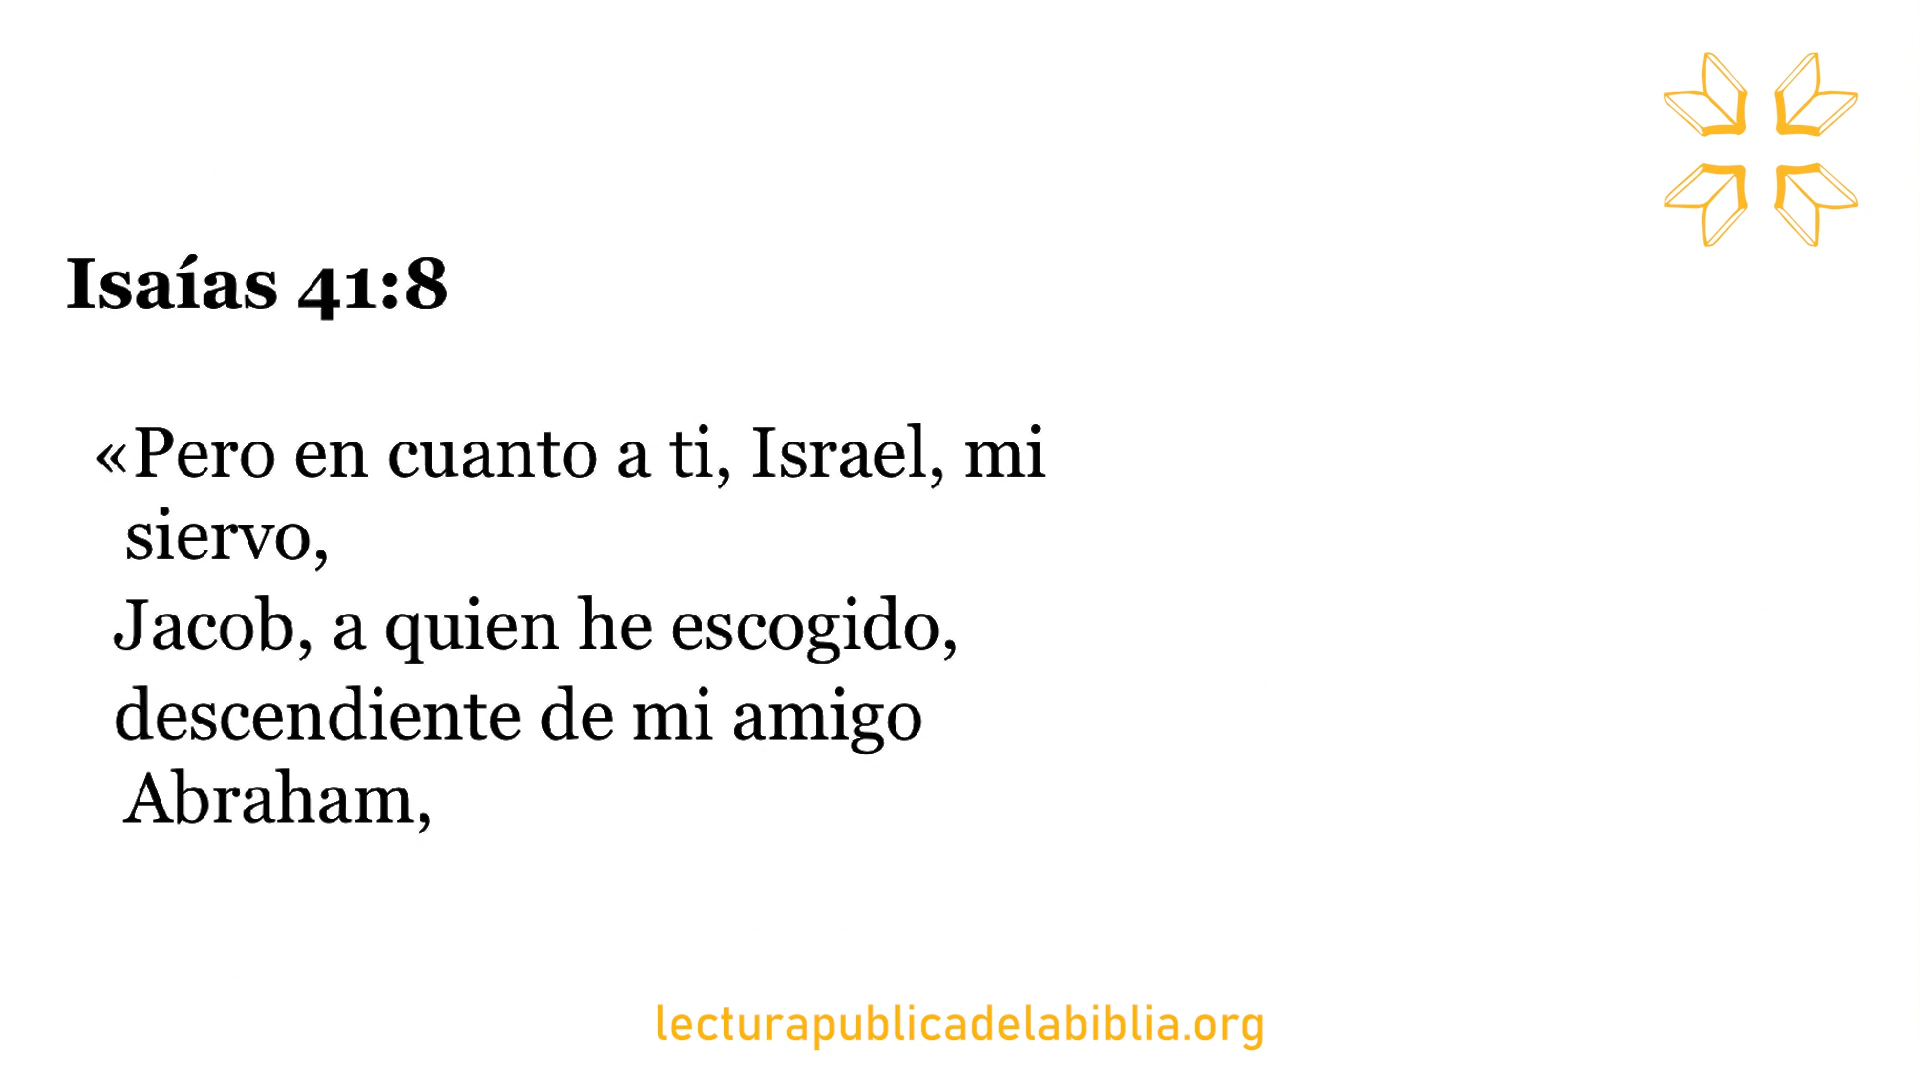 Isaías 41:8
«Pero en cuanto a ti, Israel, mi
siervo,
Jacob, a quien he escogido,
descendiente de mi amigo
Abraham,
lecturapublicadelabiblia.org